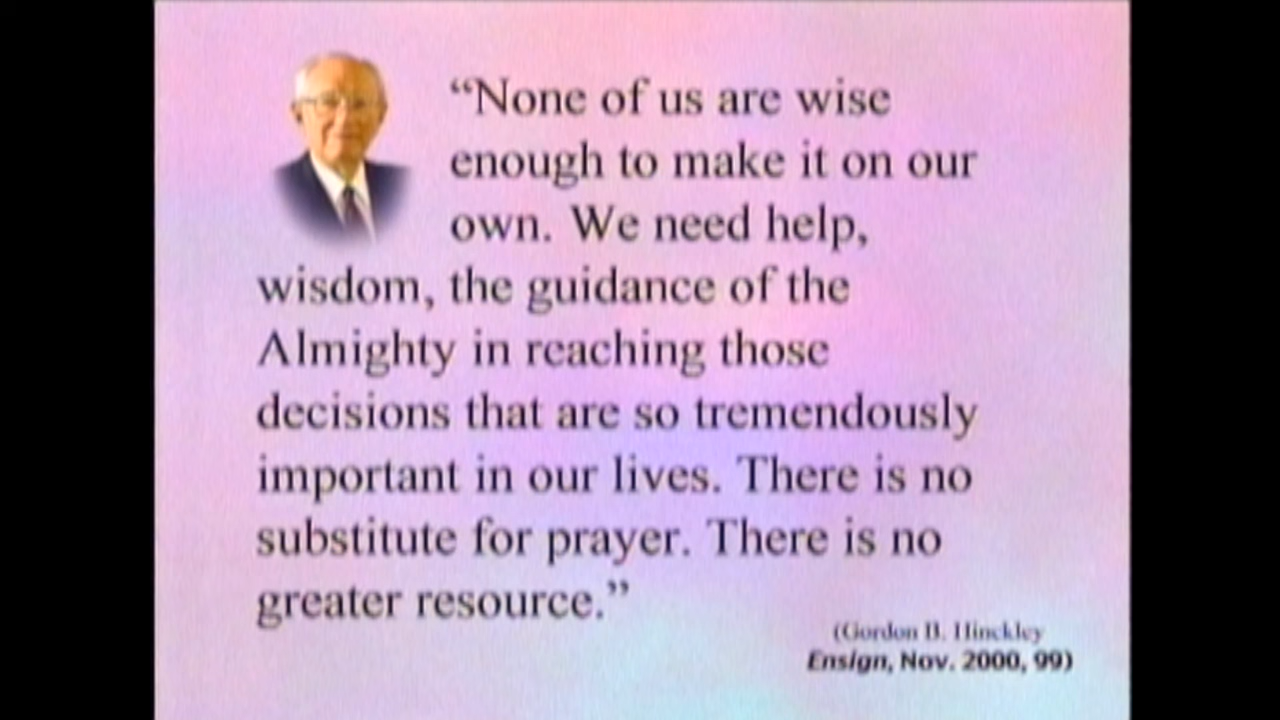 “None of us are wise
enough to make it on our
own. We need help,
wisdom, the guidance of the
Almighty in reaching those
decisions that are so tremendously
important in our lives. There is no
substitute for prayer. There is no
greater resource.”
(Gordon B. Hinckley
Ensign, Nov. 2000, 99)